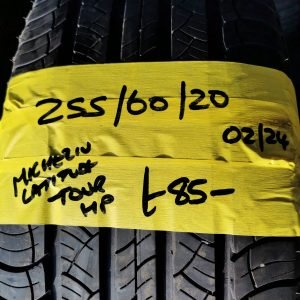 255/60/20
02/24
MICHELIN
LATITUDE
TOUR
HP
£85-